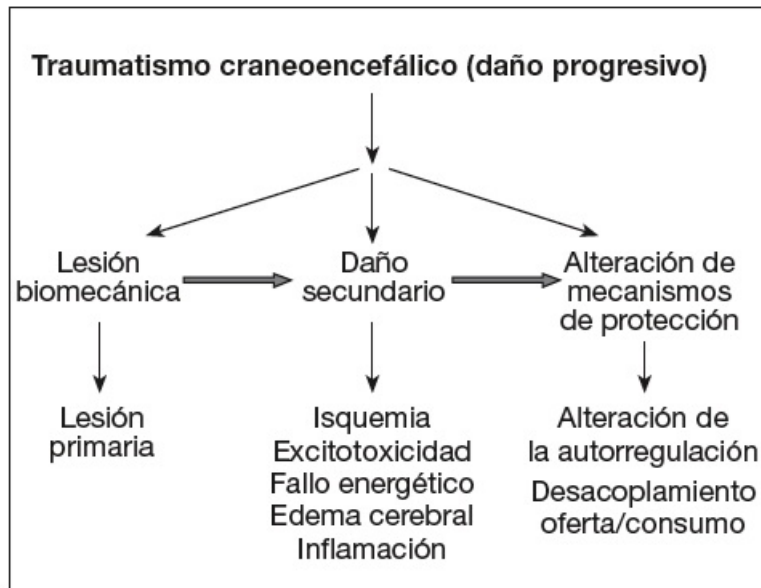 Traumatismo craneoencefálico (daño progresivo)
Lesión
biomecánica
Daño
secundario
Alteración de
mecanismos
de protección
Lesión
primaria
Isquemia
Excitotoxicidad
Fallo energético
Edema cerebral
Inflamación
Alteración de
la autorregulación
Desacoplamiento
oferta/consumo